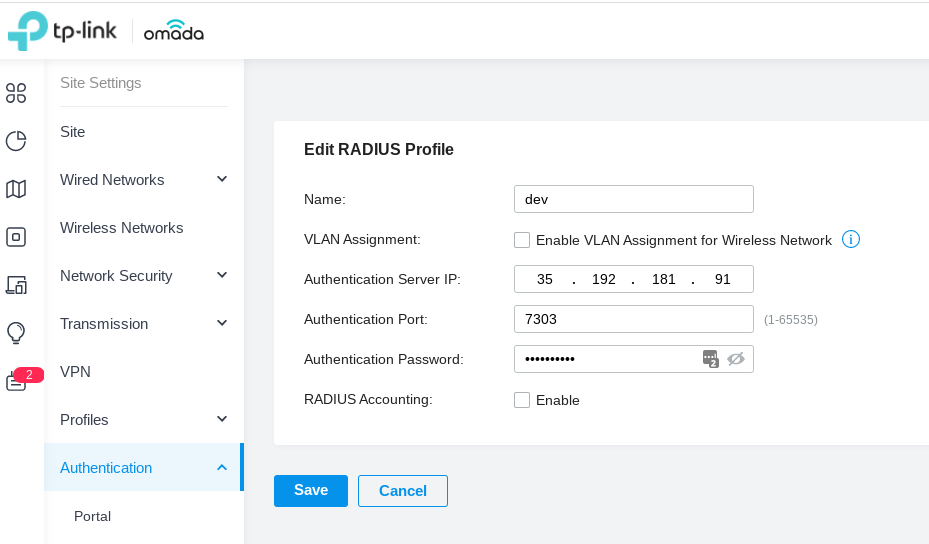 tp-link omada
Site Settings
Site
Wired Networks
Wireless Networks
Network Security
Transmission
VPN
2
Profiles
Authentication
Portal
Edit RADIUS Profile
Name: dev
VLAN Assignment: Enable VLAN Assignment for Wireless Network
Authentication Server IP: 35 . 192 . 181 . 91
Authentication Port: 7303 (1-65535)
Authentication Password: •••••••••• 2
RADIUS Accounting: Enable
Save Cancel